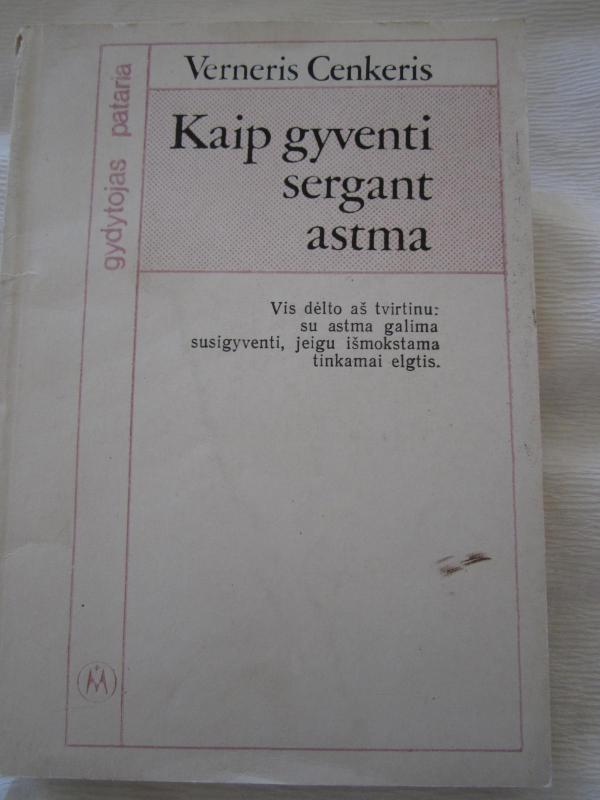 Verneris Cenkeris
gydytojas pataria
Kaip gyventi
sergant
astma
Vis dėlto aš tvirtinu:
su astma galima
susigyventi, jeigu išmokstama
tinkamai elgtis.
M